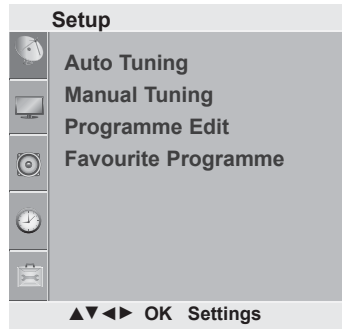 Setup
Auto Tuning
Manual Tuning
Programme Edit
Favourite Programme
▲▼◄► OK Settings